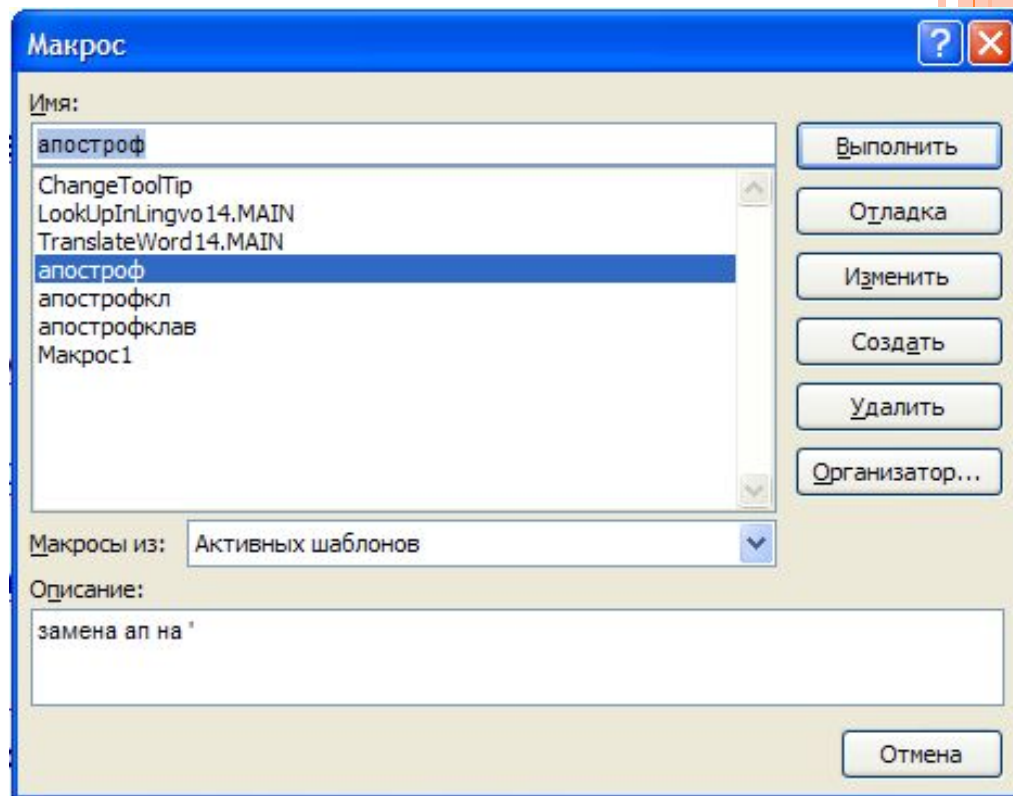 Макрос
Имя:
апостроф
Выполнить
ChangeToolTip
LookUpInLingvo14.MAIN
TranslateWord14.MAIN
апостроф
апострофкл
апострофклав
Макрос1
Отладка
Изменить
Создать
Удалить
Организатор...
Макросы из: Активных шаблонов
Описание:
замена ап на '
Отмена